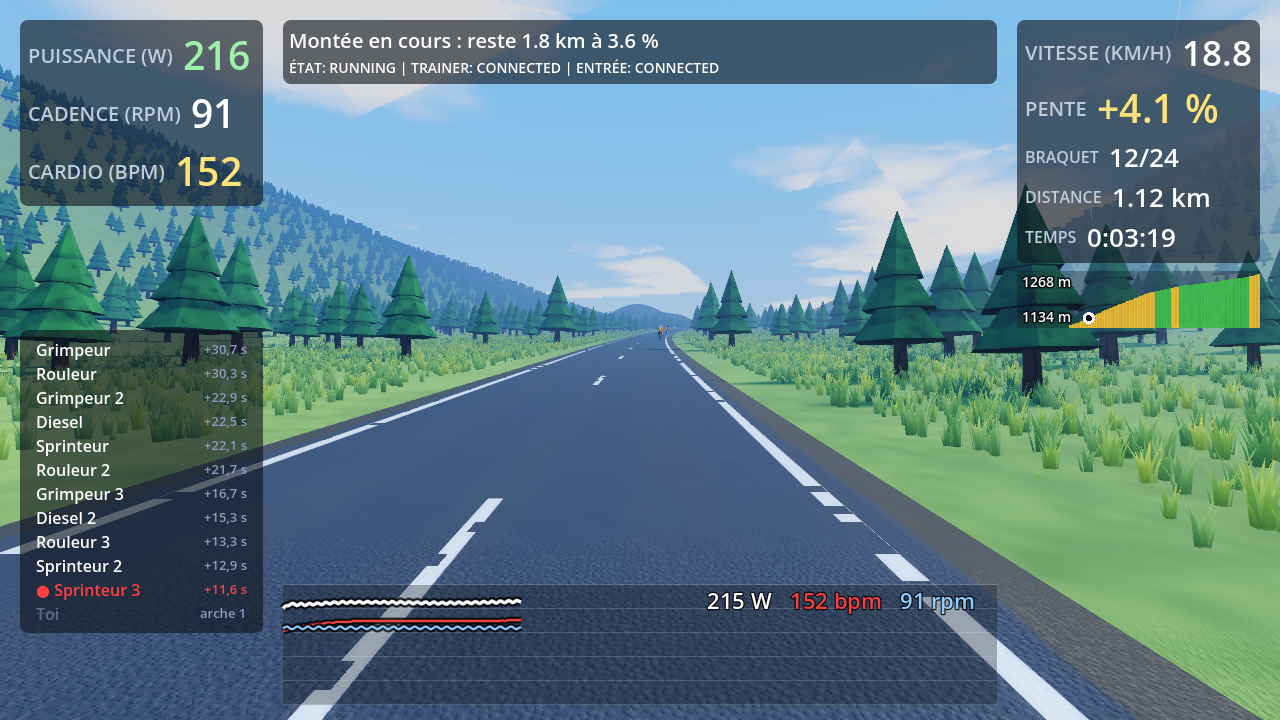 PUISSANCE (W) 216
CADENCE (RPM) 91
CARDIO (BPM) 152
Montée en cours : reste 1.8 km à 3.6 %
ÉTAT: RUNNING | TRAINER: CONNECTED | ENTRÉE: CONNECTED
VITESSE (KM/H) 18.8
PENTE +4.1 %
BRAQUET 12/24
DISTANCE 1.12 km
TEMPS 0:03:19
1268 m
1134 m
Grimpeur +30,7 s
Rouleur +30,3 s
Grimpeur 2 +22,9 s
Diesel +22,5 s
Sprinteur +22,1 s
Rouleur 2 +21,7 s
Grimpeur 3 +16,7 s
Diesel 2 +15,3 s
Rouleur 3 +13,3 s
Sprinteur 2 +12,9 s
Sprinteur 3 +11,6 s
Toi arche 1
215 W 152 bpm 91 rpm